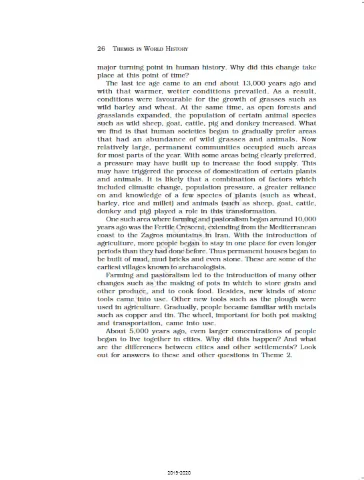 26 THEMES IN WORLD HISTORY
major turning point in human history. Why did this change take
place at this point of time?
The last ice age came to an end about 13,000 years ago and
with that warmer, wetter conditions prevailed. As a result,
conditions were favourable for the growth of grasses such as
wild barley and wheat. At the same time, as open forests and
grasslands expanded, the population of certain animal species
such as wild sheep, goat, cattle, pig and donkey increased. What
we find is that human societies began to gradually prefer areas
that had an abundance of wild grasses and animals. Now
relatively large, permanent communities occupied such areas
for most parts of the year. With some areas being clearly preferred,
a pressure may have built up to increase the food supply. This
may have triggered the process of domestication of certain plants
and animals. It is likely that a combination of factors which
included climatic change, population pressure, a greater reliance
on and knowledge of a few species of plants (such as wheat,
barley, rice and millet) and animals (such as sheep, goat, cattle,
donkey and pig) played a role in this transformation.
One such area where farming and pastoralism began around 10,000
years ago was the Fertile Crescent, extending from the Mediterranean
coast to the Zagros mountains in Iran. With the introduction of
agriculture, more people began to stay in one place for even longer
periods than they had done before. Thus permanent houses began to
be built of mud, mud bricks and even stone. These are some of the
earliest villages known to archaeologists.
Farming and pastoralism led to the introduction of many other
changes such as the making of pots in which to store grain and
other produce, and to cook food. Besides, new kinds of stone
tools came into use. Other new tools such as the plough were
used in agriculture. Gradually, people became familiar with metals
such as copper and tin. The wheel, important for both pot making
and transportation, came into use.
About 5,000 years ago, even larger concentrations of people
began to live together in cities. Why did this happen? And what
are the differences between cities and other settlements? Look
out for answers to these and other questions in Theme 2.
2019-2020